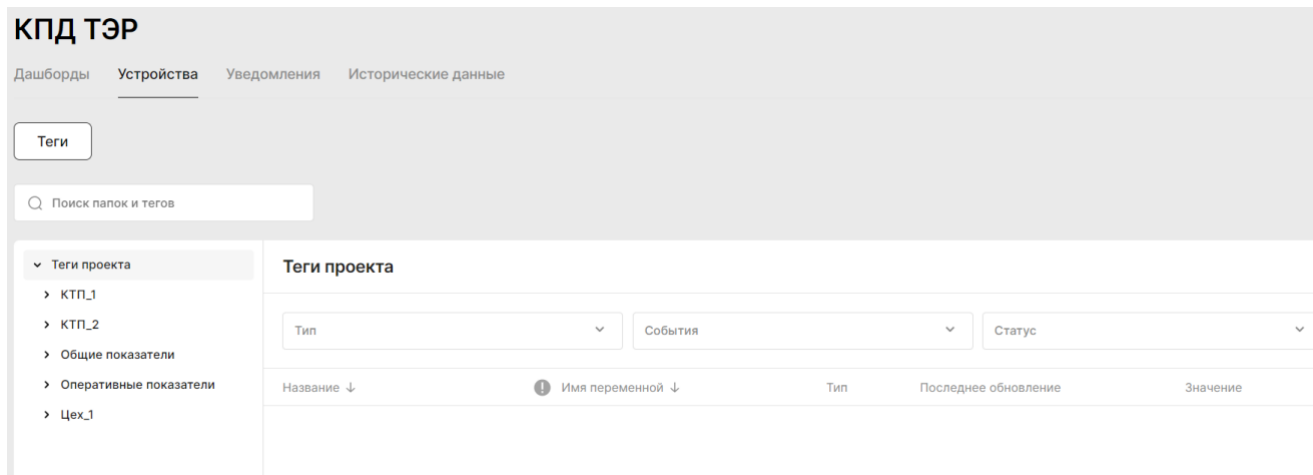 КПД ТЭР
Дашборды Устройства Уведомления Исторические данные
Теги
Поиск папок и тегов
Теги проекта
КТП_1
КТП_2
Общие показатели
Оперативные показатели
Цех_1
Теги проекта
Тип События Статус
Название ↓ Имя переменной ↓ Тип Последнее обновление Значение